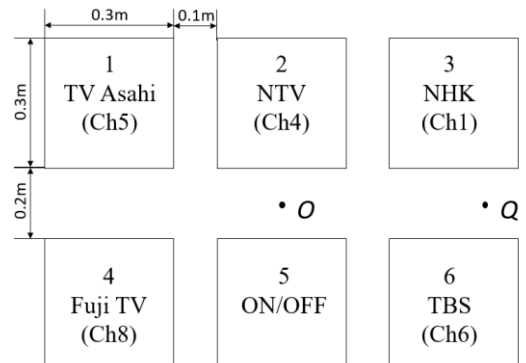 0.3m
0.1m
0.3m
1
TV Asahi
(Ch5)
2
NTV
(Ch4)
3
NHK
(Ch1)
0.2m
O
Q
4
Fuji TV
(Ch8)
5
ON/OFF
6
TBS
(Ch6)